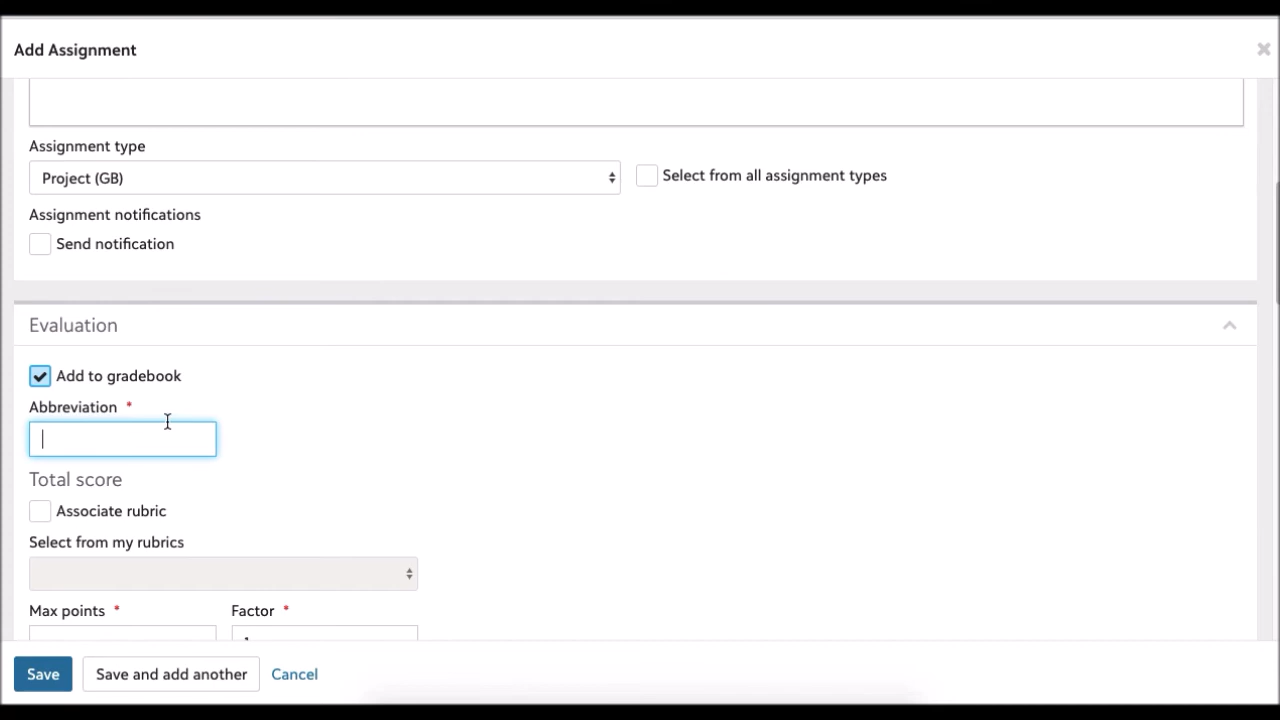 Add Assignment
Assignment type
Project (GB)
Select from all assignment types
Assignment notifications
Send notification
Evaluation
Add to gradebook
Abbreviation *
Total score
Associate rubric
Select from my rubrics
Max points * Factor *
Save Save and add another Cancel